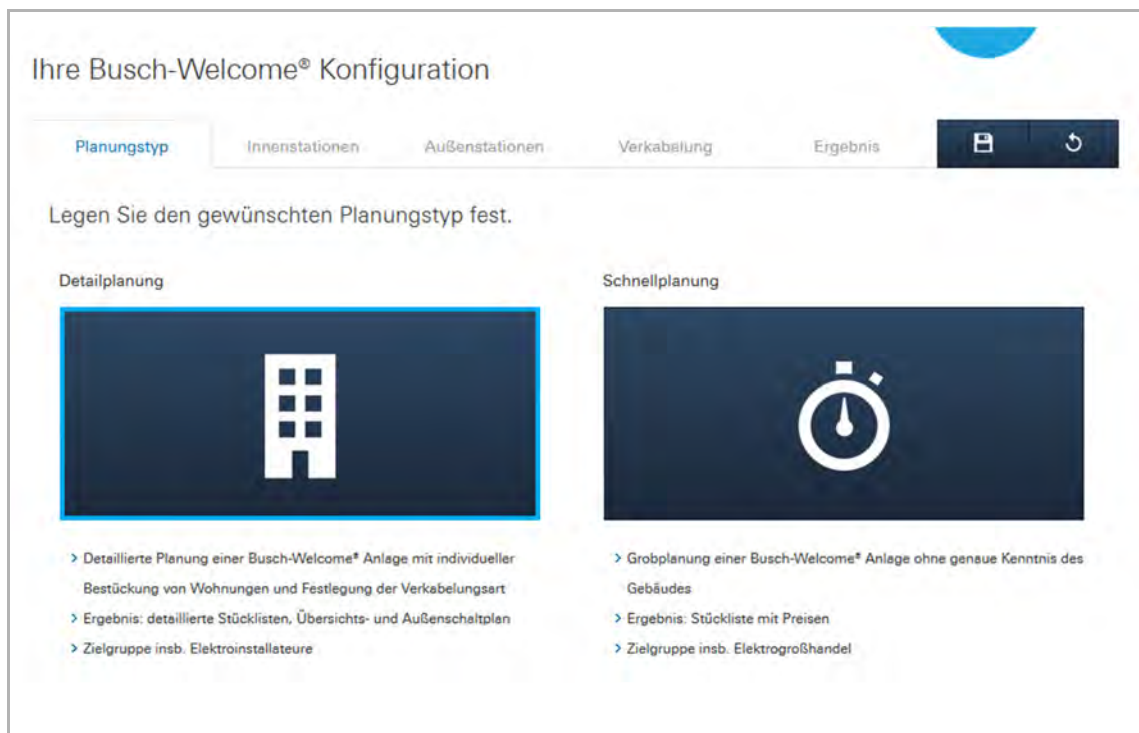 Ihre Busch-Welcome® Konfiguration
Planungstyp Innenstationen Außenstationen Verkabelung Ergebnis
Legen Sie den gewünschten Planungstyp fest.
Detailplanung
> Detaillierte Planung einer Busch-Welcome® Anlage mit individueller
Bestückung von Wohnungen und Festlegung der Verkabelungsart
> Ergebnis: detaillierte Stücklisten, Übersichts- und Außenschaltplan
> Zielgruppe insb. Elektroinstallateure
Schnellplanung
> Grobplanung einer Busch-Welcome® Anlage ohne genaue Kenntnis des
Gebäudes
> Ergebnis: Stückliste mit Preisen
> Zielgruppe insb. Elektrogroßhandel